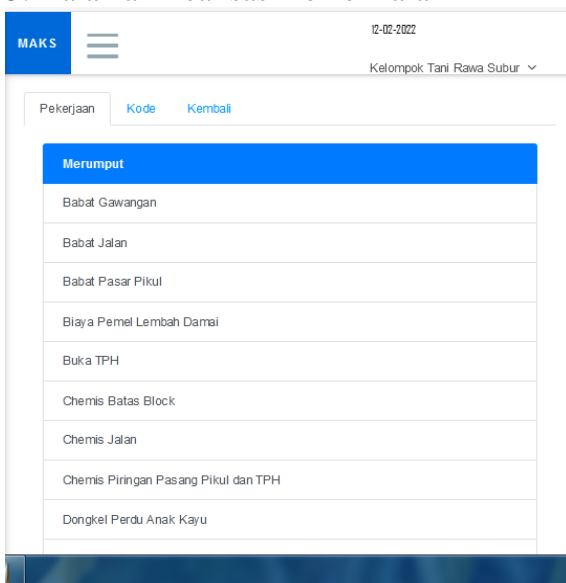 MAKS
12-02-2022
Kelompok Tani Rawa Subur
Pekerjaan Kode Kembali
Merumput
Babat Gawangan
Babat Jalan
Babat Pasar Pikul
Biaya Pemel Lembah Damai
Buka TPH
Chemis Batas Block
Chemis Jalan
Chemis Piringan Pasang Pikul dan TPH
Dongkel Perdu Anak Kayu